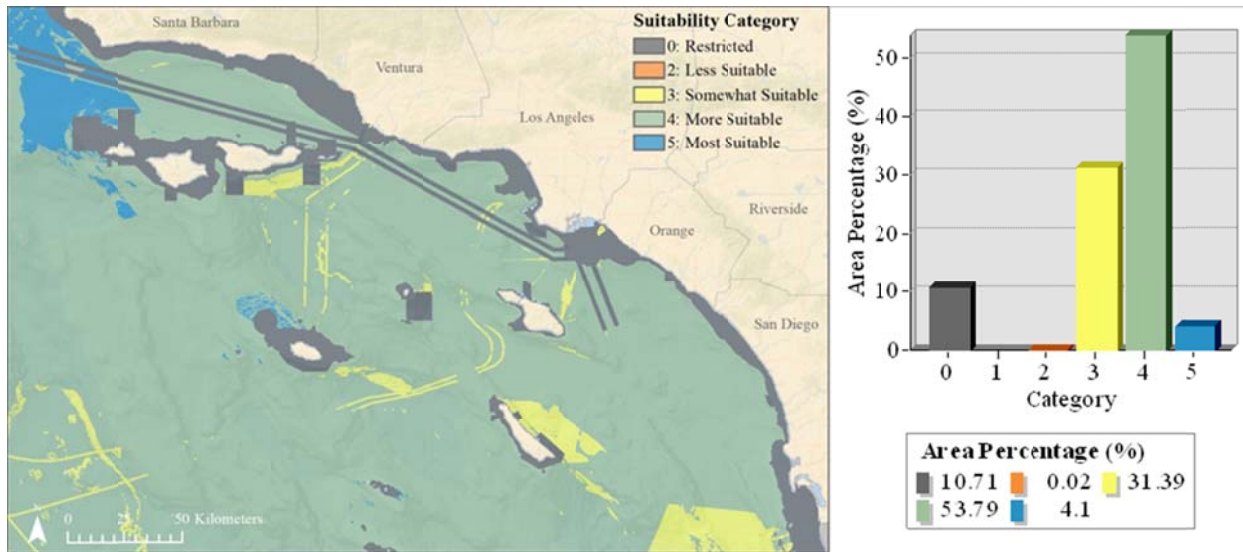 Santa Barbara
Ventura
Los Angeles
Riverside
Orange
San Diego
Suitability Category
0: Restricted
2: Less Suitable
3: Somewhat Suitable
4: More Suitable
5: Most Suitable
0 25 50 Kilometers
Area Percentage (%)
50
40
30
20
10
0
0 1 2 3 4 5
Category
Area Percentage (%)
10.71 0.02 31.39
53.79 4.1